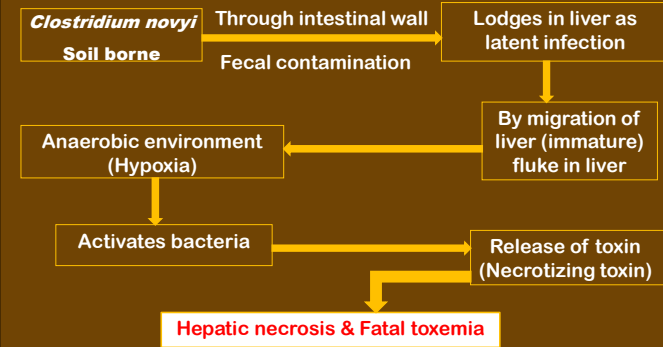 Clostridium novyi
Soil borne
Through intestinal wall
Fecal contamination
Lodges in liver as
latent infection
By migration of
liver (immature)
fluke in liver
Anaerobic environment
(Hypoxia)
Activates bacteria
Release of toxin
(Necrotizing toxin)
Hepatic necrosis & Fatal toxemia